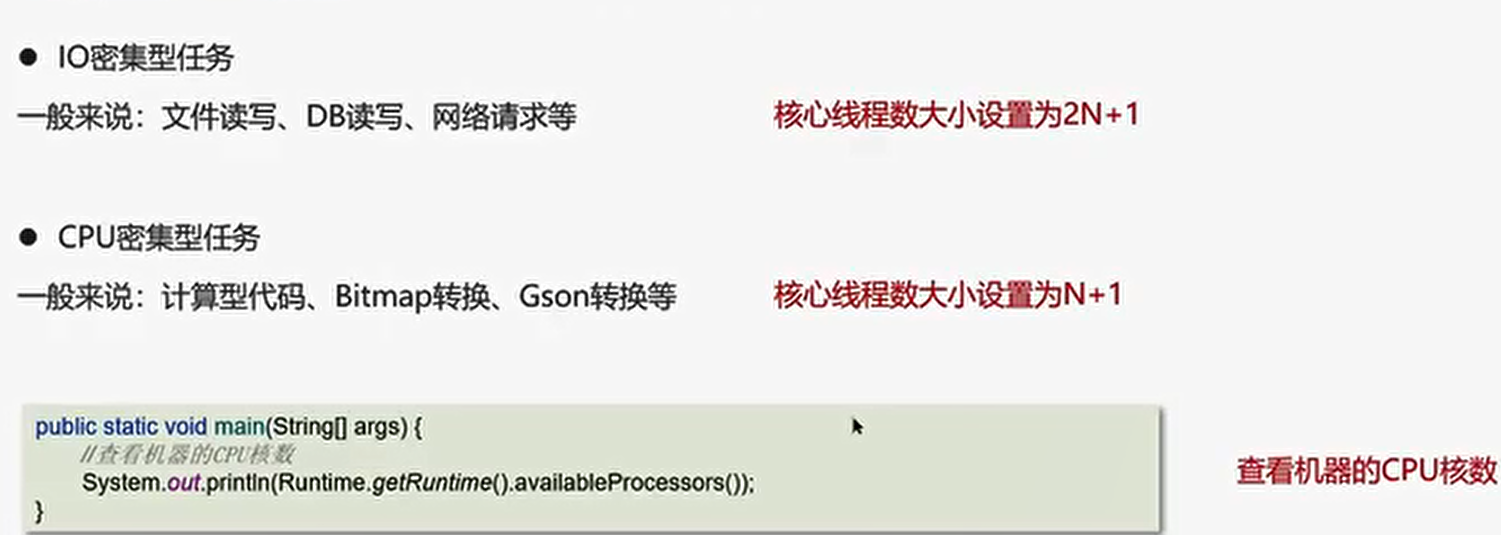 ● IO密集型任务
一般来说：文件读写、DB读写、网络请求等 核心线程数大小设置为2N+1
● CPU密集型任务
一般来说：计算型代码、Bitmap转换、Gson转换等 核心线程数大小设置为N+1
public static void main(String[] args) {
//查看机器的CPU核数
System.out.println(Runtime.getRuntime().availableProcessors());
}
查看机器的CPU核数